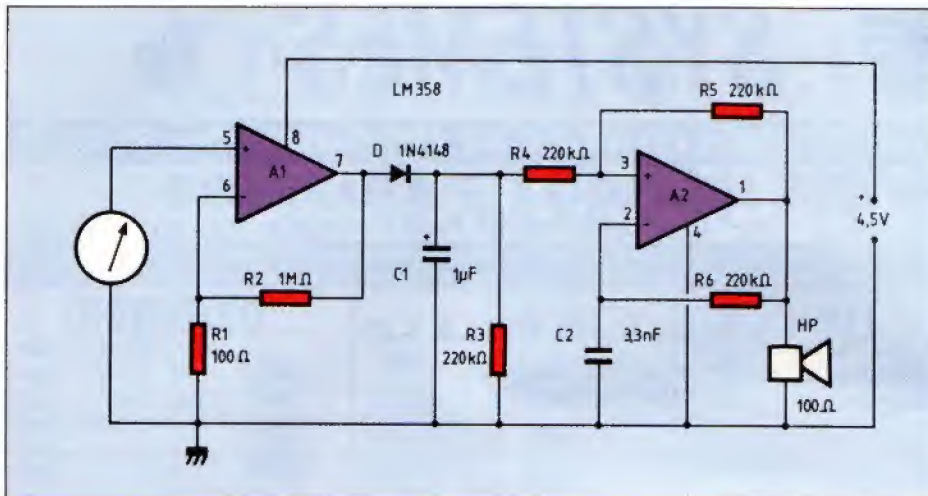 LM358
R5 220kΩ
5
8
+
A1
7
6
-
D 1N4148
R4 220kΩ
3
+
A2
1
2
-
4
+
4,5V
R2 1MΩ
+
C1
1µF
R6 220kΩ
R1
100Ω
R3
220kΩ
C2
3,3nF
HP
100Ω